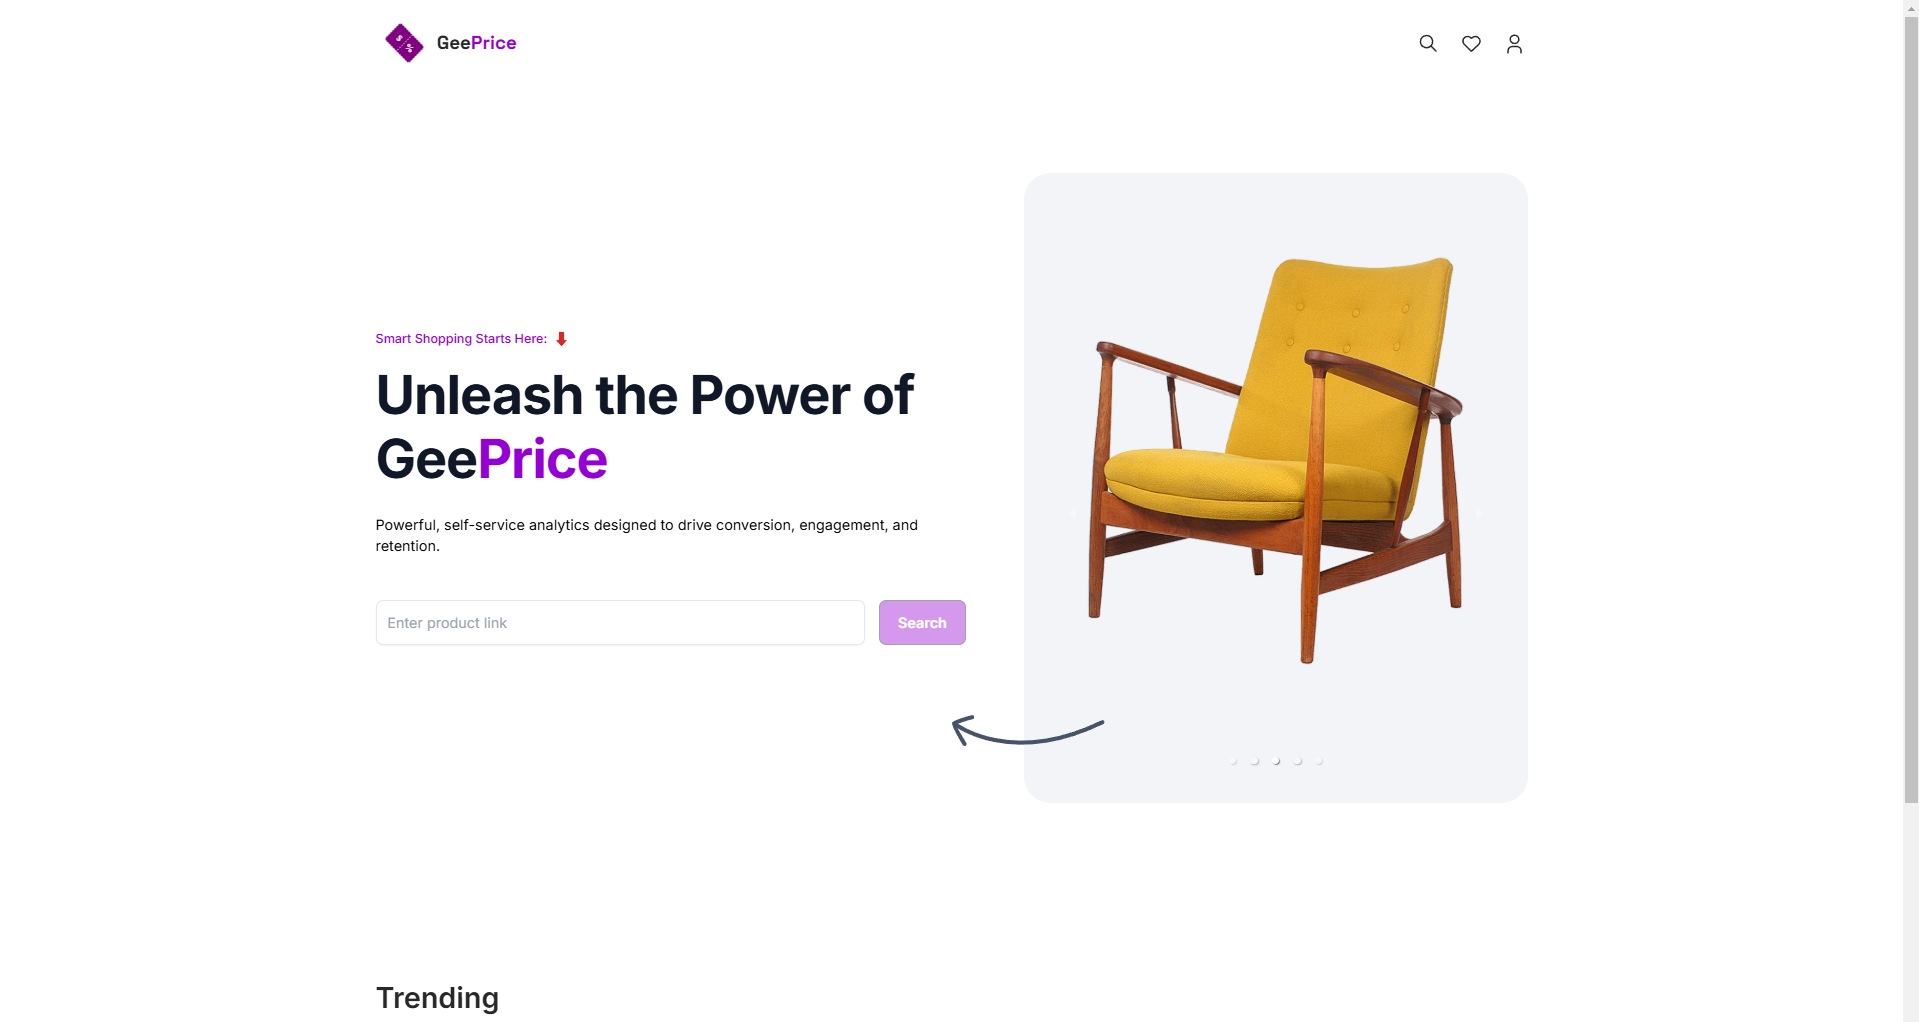 GeePrice
Smart Shopping Starts Here:
Unleash the Power of
GeePrice
Powerful, self-service analytics designed to drive conversion, engagement, and
retention.
Enter product link
Search
Trending